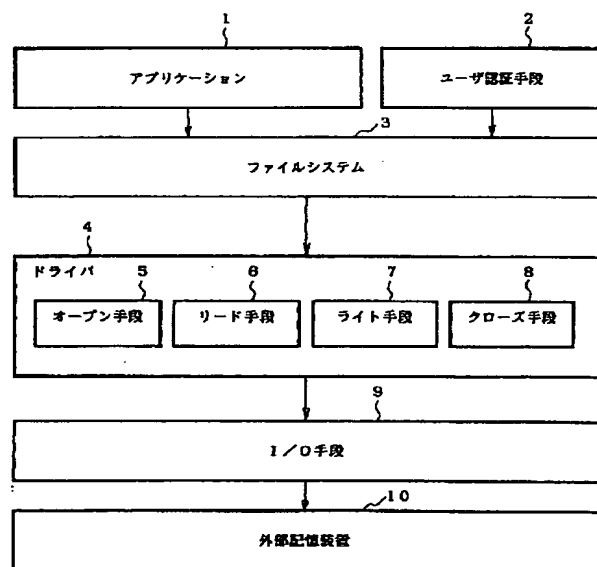 1
2
アプリケーション
ユーザ認証手段
3
ファイルシステム
4
ドライバ
5
6
7
8
オープン手段
リード手段
ライト手段
クローズ手段
9
I/O手段
10
外部記憶装置